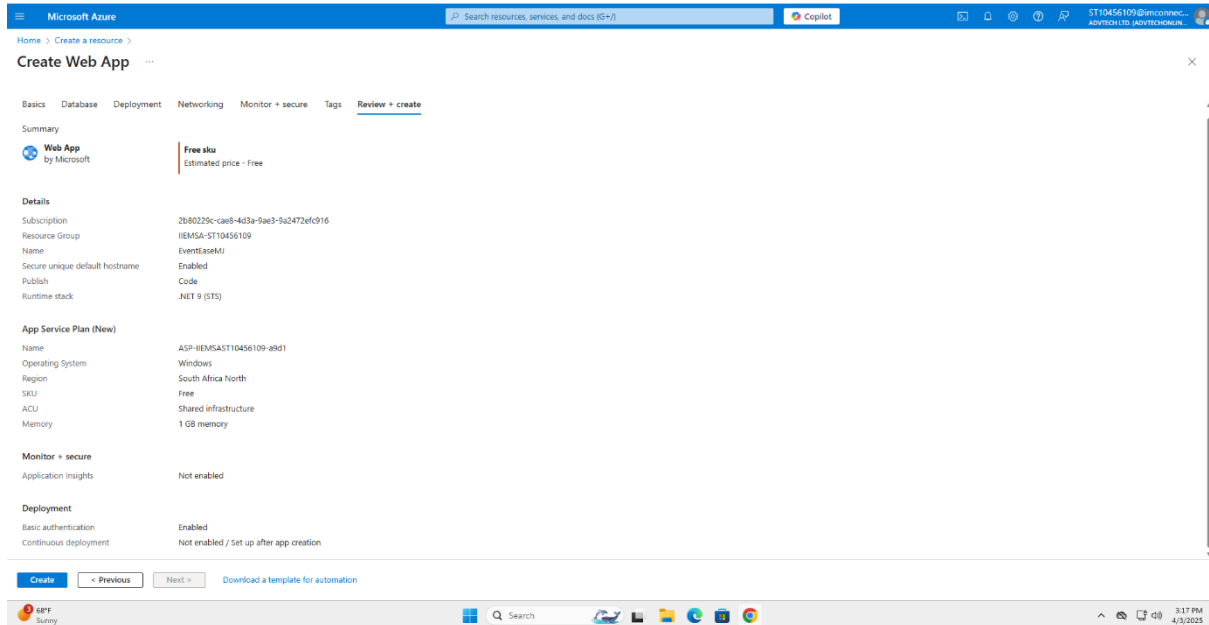 Microsoft Azure
Search resources, services, and docs (G+/)
Copilot
ST10456109@imconnec...
ADVTECH LTD. (ADVTECHONLIN...
Home > Create a resource >
Create Web App ...
Basics Database Deployment Networking Monitor + secure Tags Review + create
Summary
Web App
by Microsoft
Free sku
Estimated price - Free
Details
Subscription 2b80229c-cae8-4d3a-9ae3-9a2472efc916
Resource Group IIEMSA-ST10456109
Name EventEaseMJ
Secure unique default hostname Enabled
Publish Code
Runtime stack .NET 9 (STS)
App Service Plan (New)
Name ASP-IIEMSAST10456109-a9d1
Operating System Windows
Region South Africa North
SKU Free
ACU Shared infrastructure
Memory 1 GB memory
Monitor + secure
Application Insights Not enabled
Deployment
Basic authentication Enabled
Continuous deployment Not enabled / Set up after app creation
Create < Previous Next > Download a template for automation
3
68°F
Sunny
Search
3:17 PM
4/3/2025